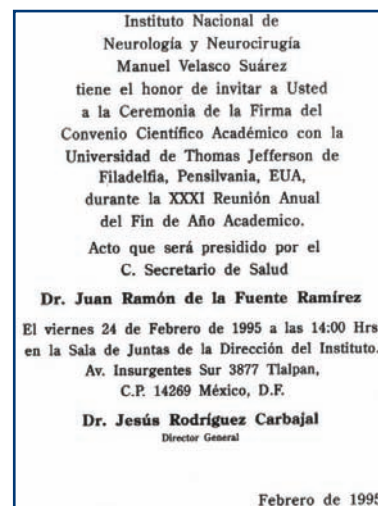 Instituto Nacional de
Neurología y Neurocirugía
Manuel Velasco Suárez
tiene el honor de invitar a Usted
a la Ceremonia de la Firma del
Convenio Científico Académico con la
Universidad de Thomas Jefferson de
Filadelfia, Pensilvania, EUA,
durante la XXXI Reunión Anual
del Fin de Año Academico.
Acto que será presidido por el
C. Secretario de Salud
Dr. Juan Ramón de la Fuente Ramírez
El viernes 24 de Febrero de 1995 a las 14:00 Hrs
en la Sala de Juntas de la Dirección del Instituto.
Av. Insurgentes Sur 3877 Tlalpan,
C.P. 14269 México, D.F.
Dr. Jesús Rodríguez Carbajal
Director General
Febrero de 1995